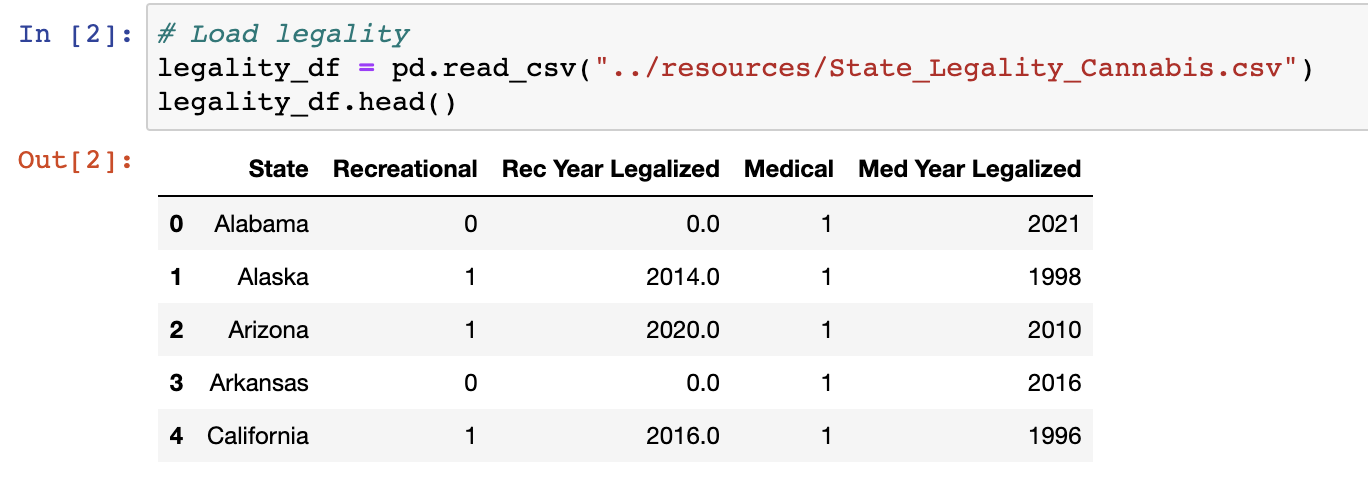 In [2]: # Load legality
legality_df = pd.read_csv("../resources/State_Legality_Cannabis.csv")
legality_df.head()
Out[2]:
State Recreational Rec Year Legalized Medical Med Year Legalized
0 Alabama 0 0.0 1 2021
1 Alaska 1 2014.0 1 1998
2 Arizona 1 2020.0 1 2010
3 Arkansas 0 0.0 1 2016
4 California 1 2016.0 1 1996